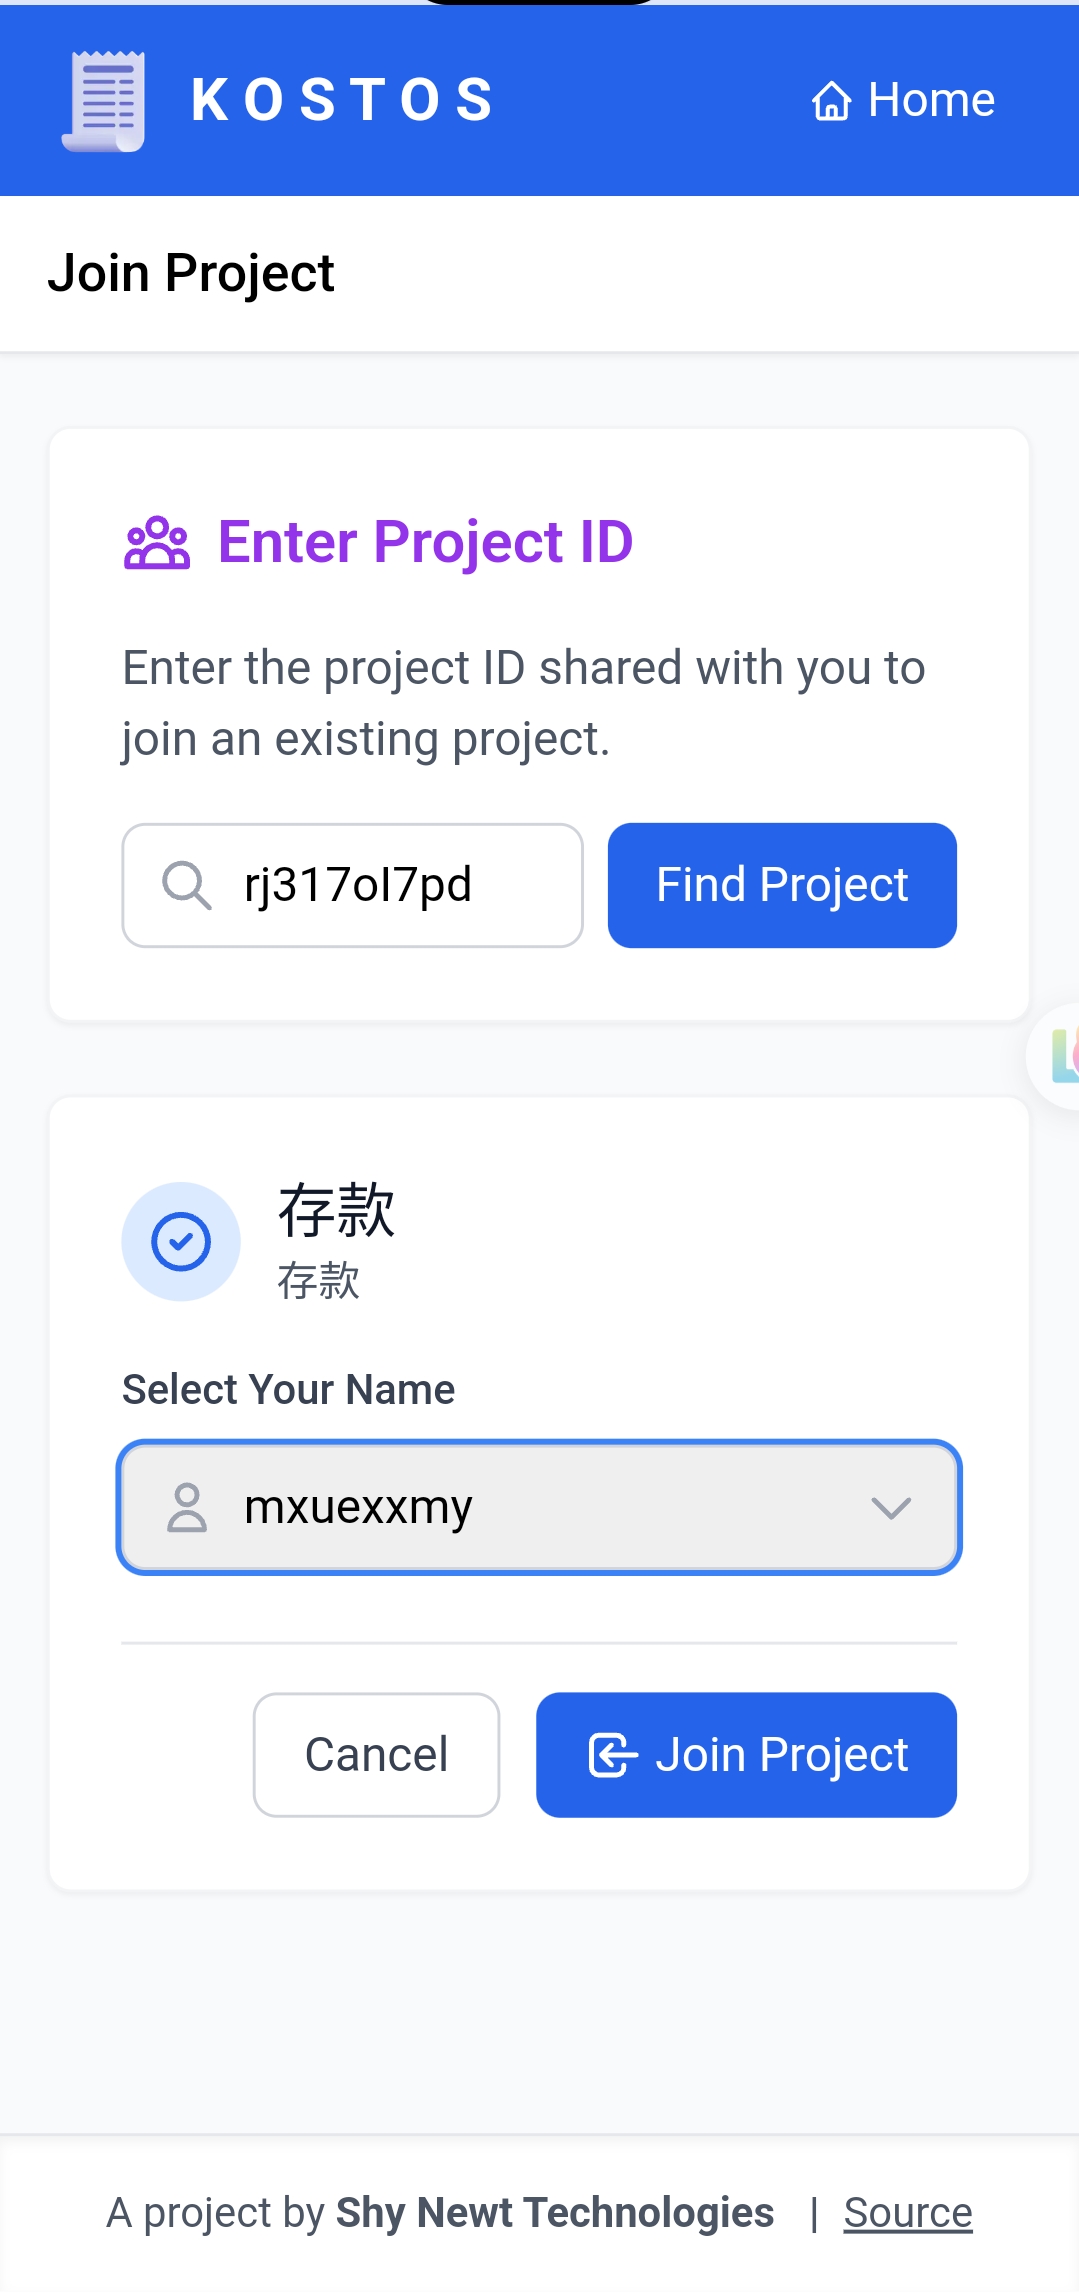 KOSTOS
Home
Join Project
Enter Project ID
Enter the project ID shared with you to
join an existing project.
rj317ol7pd
Find Project
存款
存款
Select Your Name
mxuexxmy
Cancel
Join Project
A project by Shy Newt Technologies | Source